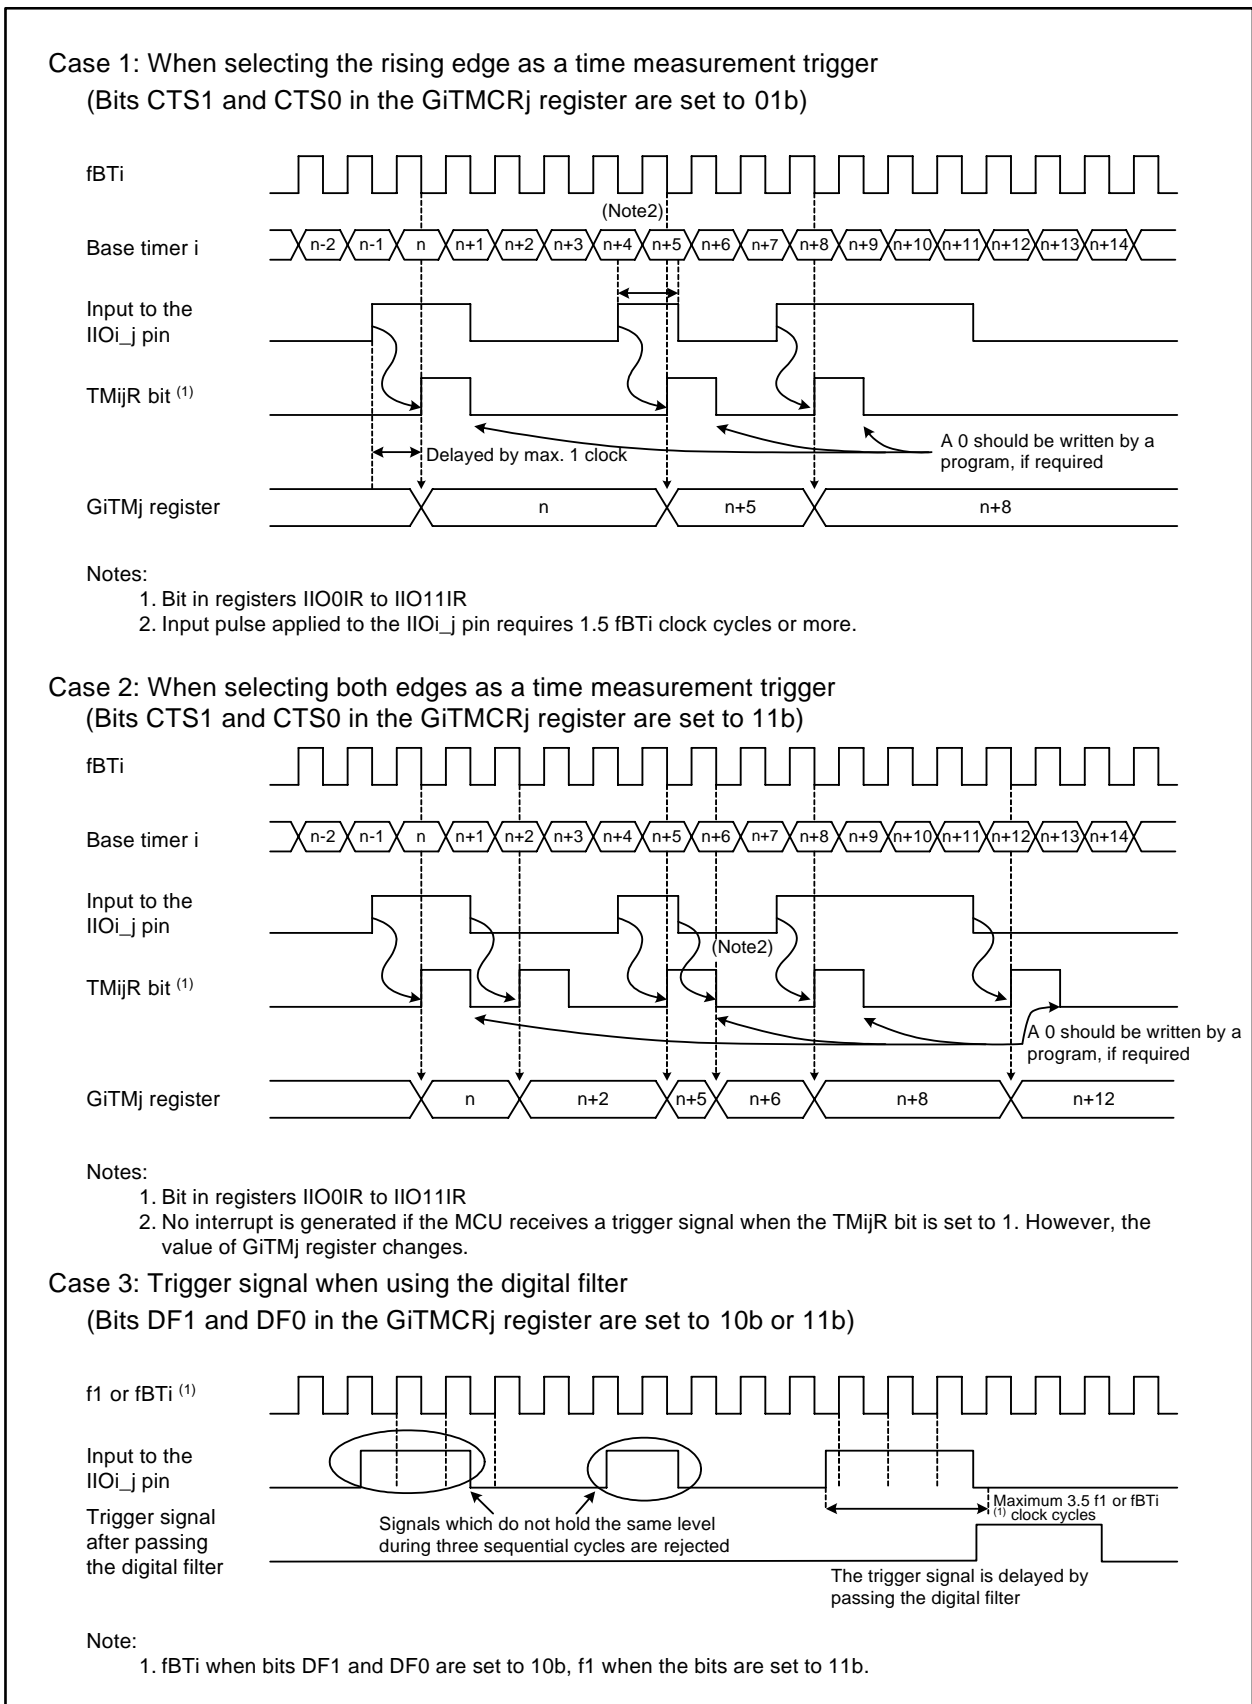 Case 1: When selecting the rising edge as a time measurement trigger
(Bits CTS1 and CTS0 in the GiTMCRj register are set to 01b)
fBTi
(Note2)
Base timer i
n-2 n-1 n n+1 n+2 n+3 n+4 n+5 n+6 n+7 n+8 n+9 n+10 n+11 n+12 n+13 n+14
Input to the
IIOi_j pin
TMijR bit (1)
Delayed by max. 1 clock
A 0 should be written by a
program, if required
GiTMj register
n n+5 n+8
Notes:
1. Bit in registers IIO0IR to IIO11IR
2. Input pulse applied to the IIOi_j pin requires 1.5 fBTi clock cycles or more.
Case 2: When selecting both edges as a time measurement trigger
(Bits CTS1 and CTS0 in the GiTMCRj register are set to 11b)
fBTi
Base timer i
n-2 n-1 n n+1 n+2 n+3 n+4 n+5 n+6 n+7 n+8 n+9 n+10 n+11 n+12 n+13 n+14
Input to the
IIOi_j pin
(Note2)
TMijR bit (1)
A 0 should be written by a
program, if required
GiTMj register
n n+2 n+5 n+6 n+8 n+12
Notes:
1. Bit in registers IIO0IR to IIO11IR
2. No interrupt is generated if the MCU receives a trigger signal when the TMijR bit is set to 1. However, the
value of GiTMj register changes.
Case 3: Trigger signal when using the digital filter
(Bits DF1 and DF0 in the GiTMCRj register are set to 10b or 11b)
f1 or fBTi (1)
Input to the
IIOi_j pin
Maximum 3.5 f1 or fBTi
(1) clock cycles
Trigger signal
after passing
the digital filter
Signals which do not hold the same level
during three sequential cycles are rejected
The trigger signal is delayed by
passing the digital filter
Note:
1. fBTi when bits DF1 and DF0 are set to 10b, f1 when the bits are set to 11b.